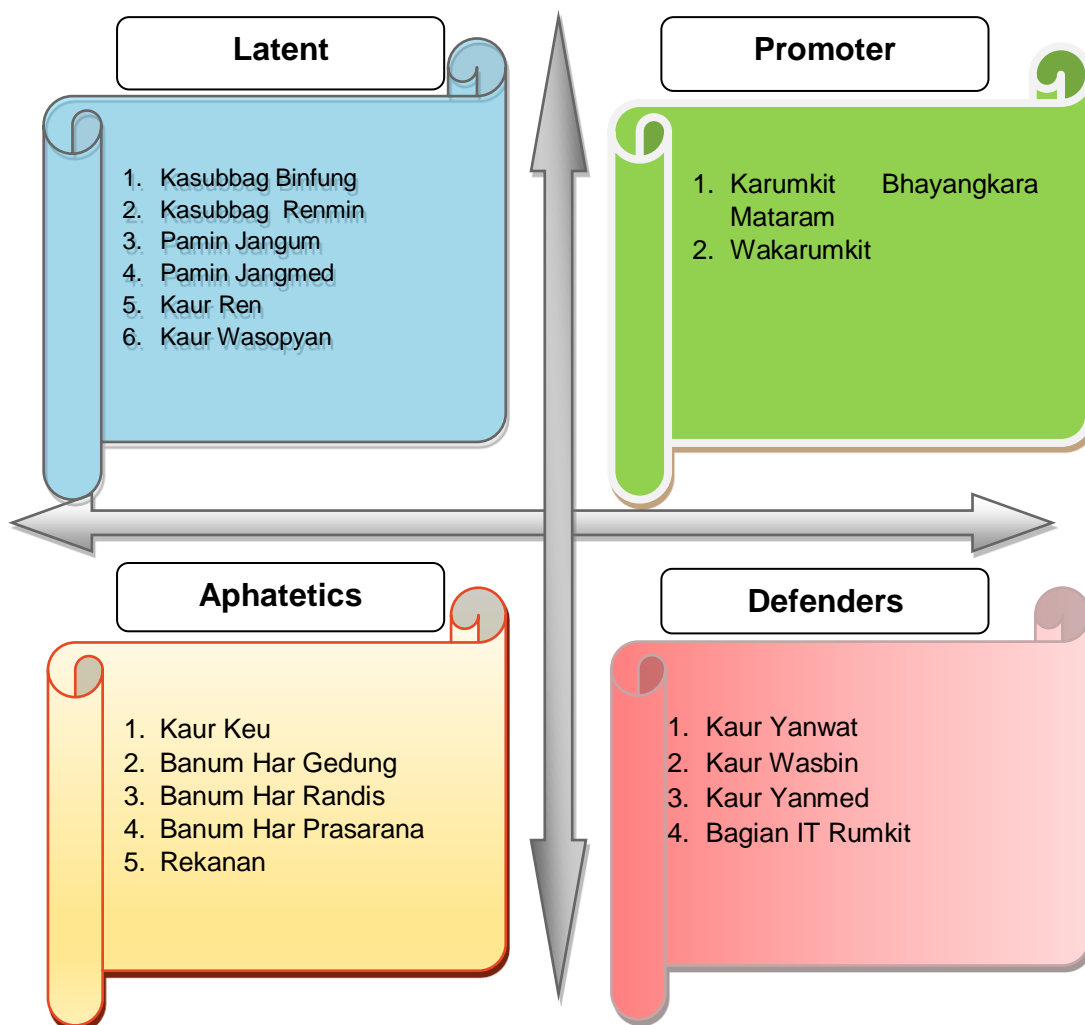 Latent
1. Kasubbag Binfung
2. Kasubbag Renmin
3. Pamin Jangum
4. Pamin Jangmed
5. Kaur Ren
6. Kaur Wasopyan
Promoter
1. Karumkit Bhayangkara
Mataram
2. Wakarumkit
Aphatetics
1. Kaur Keu
2. Banum Har Gedung
3. Banum Har Randis
4. Banum Har Prasarana
5. Rekanan
Defenders
1. Kaur Yanwat
2. Kaur Wasbin
3. Kaur Yanmed
4. Bagian IT Rumkit